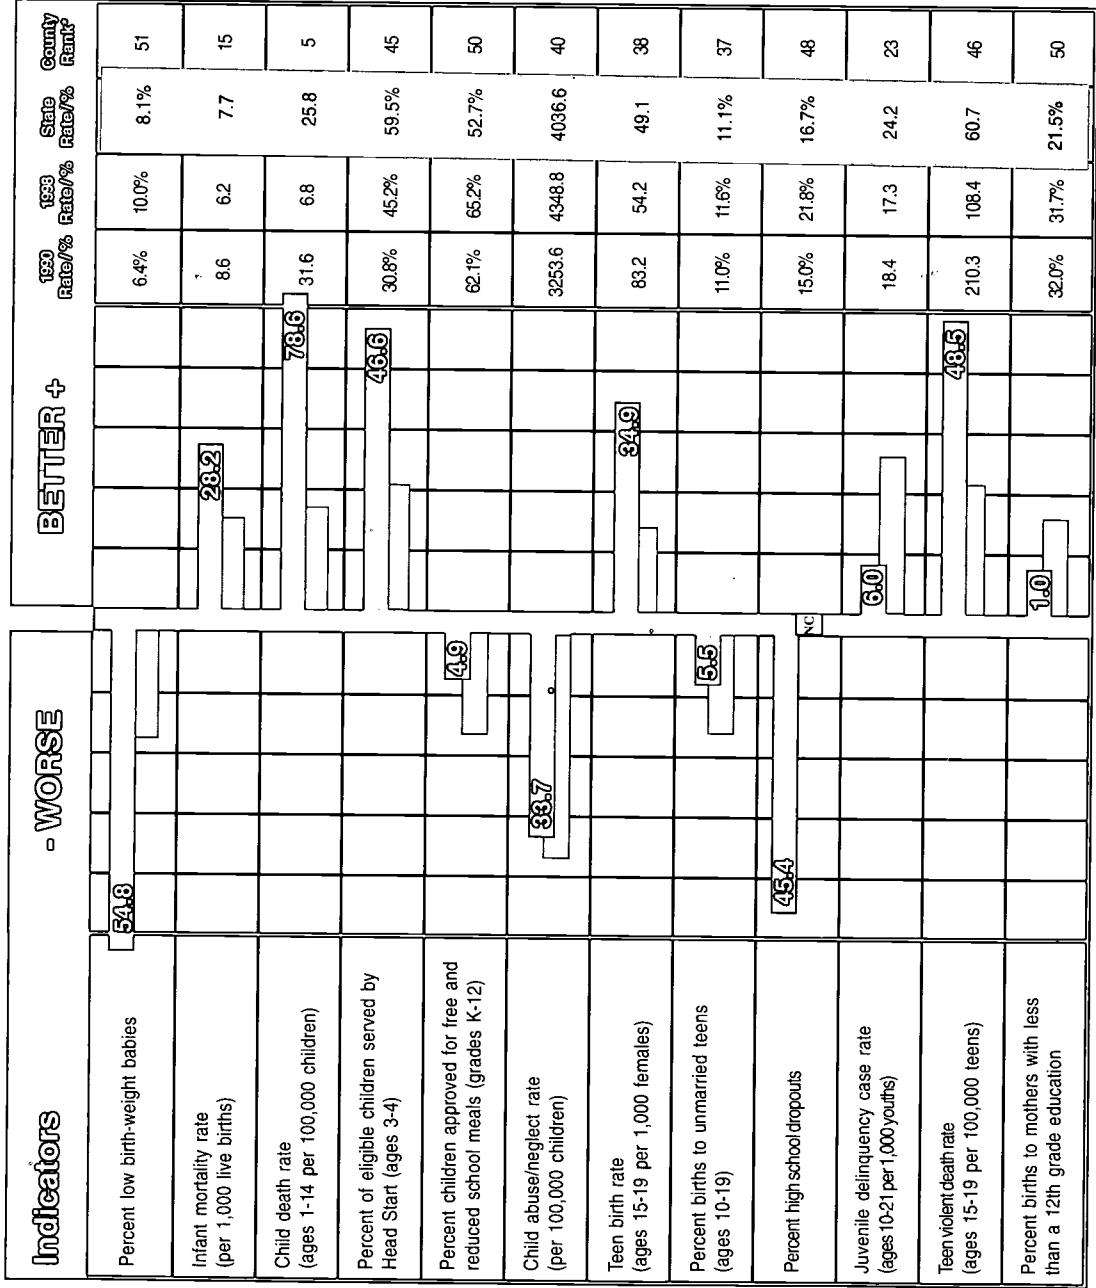 Indicators
- WORSE
BETTER +
1990
Rate/%
1998
Rate/%
State
Rate/%
County
Rank*
Percent low birth-weight babies
54.8
6.4%
10.0%
8.1%
51
Infant mortality rate
(per 1,000 live births)
28.2
8.6
6.2
7.7
15
Child death rate
(ages 1-14 per 100,000 children)
78.6
31.6
6.8
25.8
5
Percent of eligible children served by
Head Start (ages 3-4)
46.6
30.8%
45.2%
59.5%
45
Percent children approved for free and
reduced school meals (grades K-12)
4.9
62.1%
65.2%
52.7%
50
Child abuse/neglect rate
(per 100,000 children)
33.7
3253.6
4348.8
4036.6
40
Teen birth rate
(ages 15-19 per 1,000 females)
34.9
83.2
54.2
49.1
38
Percent births to unmarried teens
(ages 10-19)
5.5
11.0%
11.6%
11.1%
37
Percent high school dropouts
45.4
NC
15.0%
21.8%
16.7%
48
Juvenile delinquency case rate
(ages 10-21 per 1,000 youths)
6.0
18.4
17.3
24.2
23
Teen violent death rate
(ages 15-19 per 100,000 teens)
48.5
210.3
108.4
60.7
46
Percent births to mothers with less
than a 12th grade education
1.0
32.0%
31.7%
21.5%
50